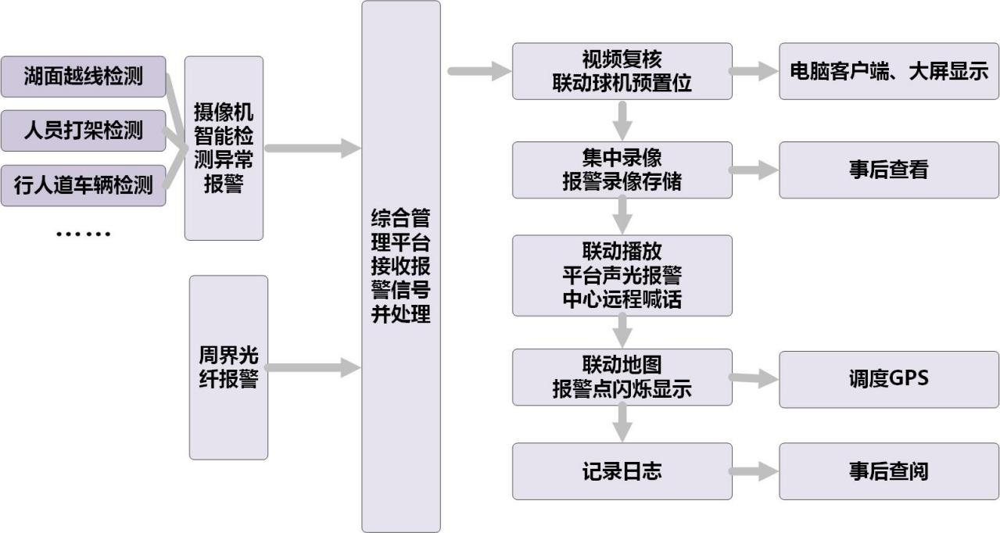 湖面越线检测
人员打架检测
行人道车辆检测
……
摄像机
智能检
测异常
报警
周界光
纤报警
综合管
理平台
接收报
警信号
并处理
视频复核
联动球机预置位
电脑客户端、大屏显示
集中录像
报警录像存储
事后查看
联动播放
平台声光报警
中心远程喊话
联动地图
报警点闪烁显示
调度GPS
记录日志
事后查阅